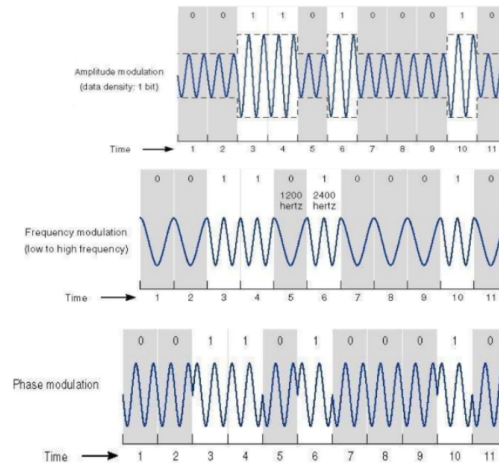 0 0 1 1 0 1 0 0 0 1 0
Amplitude modulation
(data density: 1 bit)
Time
1 2 3 4 5 6 7 8 9 10 11
0 0 1 1 0 1 0 0 0 1 0
1200 hertz 2400 hertz
Frequency modulation
(low to high frequency)
Time
1 2 3 4 5 6 7 8 9 10 11
0 0 1 1 0 1 0 0 0 1 0
Phase modulation
Time
1 2 3 4 5 6 7 8 9 10 11